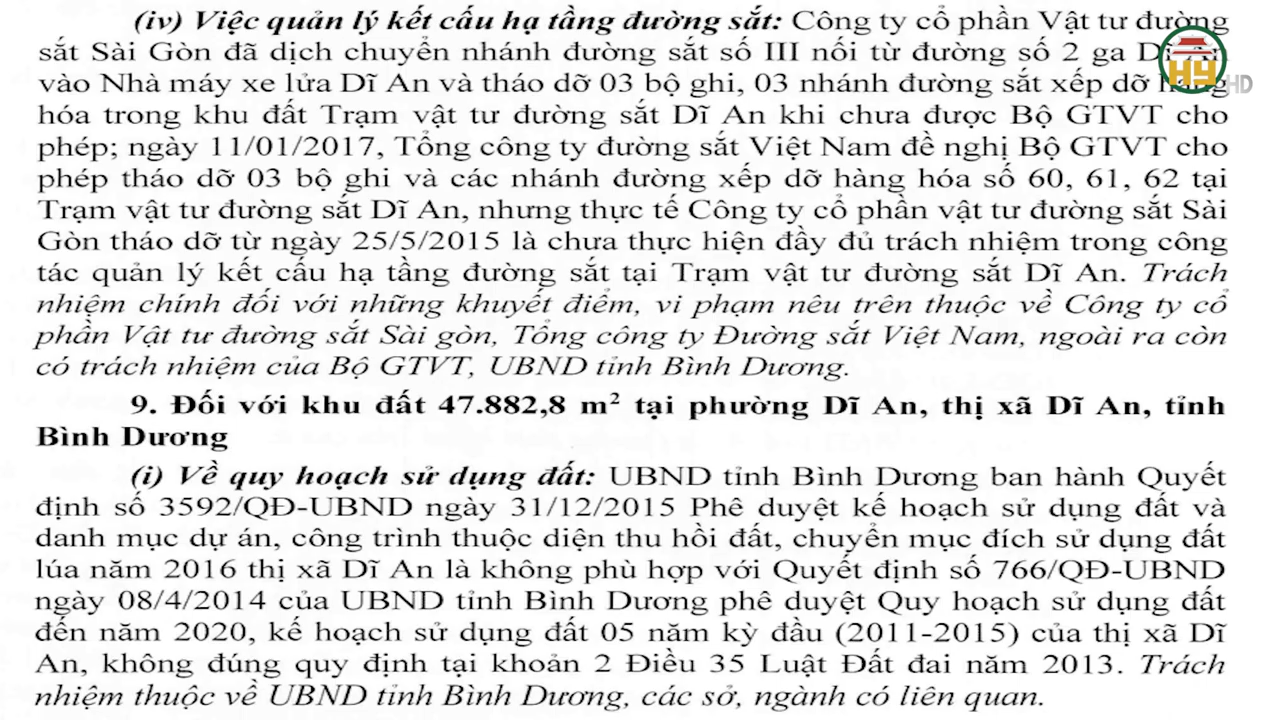 (iv) Việc quản lý kết cấu hạ tầng đường sắt: Công ty cổ phần Vật tư đường
sắt Sài Gòn đã dịch chuyển nhánh đường sắt số III nối từ đường số 2 ga Dĩ An
vào Nhà máy xe lửa Dĩ An và tháo dỡ 03 bộ ghi, 03 nhánh đường sắt xếp dỡ hàng
hóa trong khu đất Trạm vật tư đường sắt Dĩ An khi chưa được Bộ GTVT cho
phép; ngày 11/01/2017, Tổng công ty đường sắt Việt Nam đề nghị Bộ GTVT cho
phép tháo dỡ 03 bộ ghi và các nhánh đường xếp dỡ hàng hóa số 60, 61, 62 tại
Trạm vật tư đường sắt Dĩ An, nhưng thực tế Công ty cổ phần vật tư đường sắt Sài
Gòn tháo dỡ từ ngày 25/5/2015 là chưa thực hiện đầy đủ trách nhiệm trong công
tác quản lý kết cấu hạ tầng đường sắt tại Trạm vật tư đường sắt Dĩ An. Trách
nhiệm chính đối với những khuyết điểm, vi phạm nêu trên thuộc về Công ty cổ
phần Vật tư đường sắt Sài gòn, Tổng công ty Đường sắt Việt Nam, ngoài ra còn
có trách nhiệm của Bộ GTVT, UBND tỉnh Bình Dương.
9. Đối với khu đất 47.882,8 m² tại phường Dĩ An, thị xã Dĩ An, tỉnh
Bình Dương
(i) Về quy hoạch sử dụng đất: UBND tỉnh Bình Dương ban hành Quyết
định số 3592/QĐ-UBND ngày 31/12/2015 Phê duyệt kế hoạch sử dụng đất và
danh mục dự án, công trình thuộc diện thu hồi đất, chuyển mục đích sử dụng đất
lúa năm 2016 thị xã Dĩ An là không phù hợp với Quyết định số 766/QĐ-UBND
ngày 08/4/2014 của UBND tỉnh Bình Dương phê duyệt Quy hoạch sử dụng đất
đến năm 2020, kế hoạch sử dụng đất 05 năm kỳ đầu (2011-2015) của thị xã Dĩ
An, không đúng quy định tại khoản 2 Điều 35 Luật Đất đai năm 2013. Trách
nhiệm thuộc về UBND tỉnh Bình Dương, các sở, ngành có liên quan.
HY HD